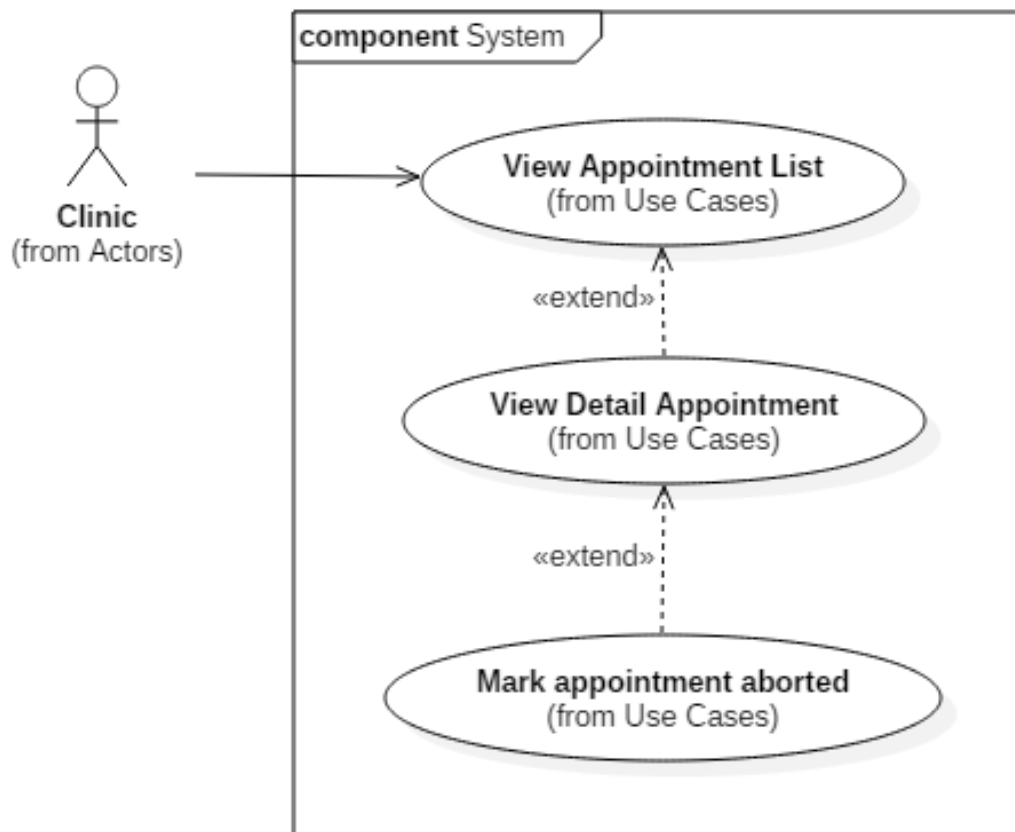 component System
Clinic
(from Actors)
View Appointment List
(from Use Cases)
«extend»
View Detail Appointment
(from Use Cases)
«extend»
Mark appointment aborted
(from Use Cases)